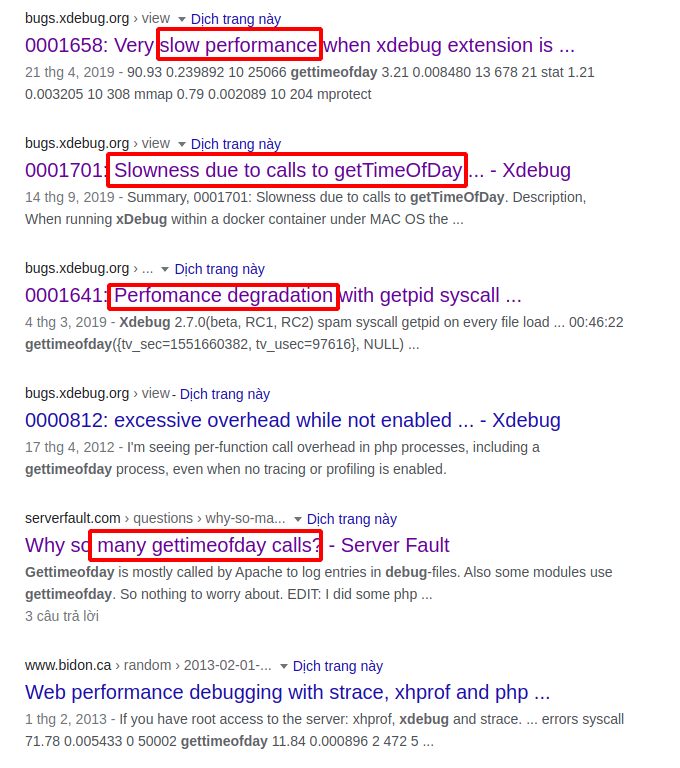 bugs.xdebug.org › view Dịch trang này
0001658: Very slow performance when xdebug extension is ...
21 thg 4, 2019 - 90.93 0.239892 10 25066 gettimeofday 3.21 0.008480 13 678 21 stat 1.21
0.003205 10 308 mmap 0.79 0.002089 10 204 mprotect
bugs.xdebug.org › view Dịch trang này
0001701: Slowness due to calls to getTimeOfDay ... - Xdebug
14 thg 9, 2019 - Summary, 0001701: Slowness due to calls to getTimeOfDay. Description,
When running xDebug within a docker container under MAC OS the ...
bugs.xdebug.org › ... Dịch trang này
0001641: Perfomance degradation with getpid syscall ...
4 thg 3, 2019 - Xdebug 2.7.0(beta, RC1, RC2) spam syscall getpid on every file load ... 00:46:22
gettimeofday({tv_sec=1551660382, tv_usec=97616}, NULL) ...
bugs.xdebug.org › view - Dịch trang này
0000812: excessive overhead while not enabled ... - Xdebug
17 thg 4, 2012 - I'm seeing per-function call overhead in php processes, including a
gettimeofday process, even when no tracing or profiling is enabled.
serverfault.com › questions › why-so-ma... Dịch trang này
Why so many gettimeofday calls? - Server Fault
Gettimeofday is mostly called by Apache to log entries in debug-files. Also some modules use
gettimeofday. So nothing to worry about. EDIT: I did some php ...
3 câu trả lời
www.bidon.ca › random › 2013-02-01-... Dịch trang này
Web performance debugging with strace, xhprof and php ...
1 thg 2, 2013 - If you have root access to the server: xhprof, xdebug and strace. ... errors syscall
71.78 0.005433 0 50002 gettimeofday 11.84 0.000896 2 472 5 ...